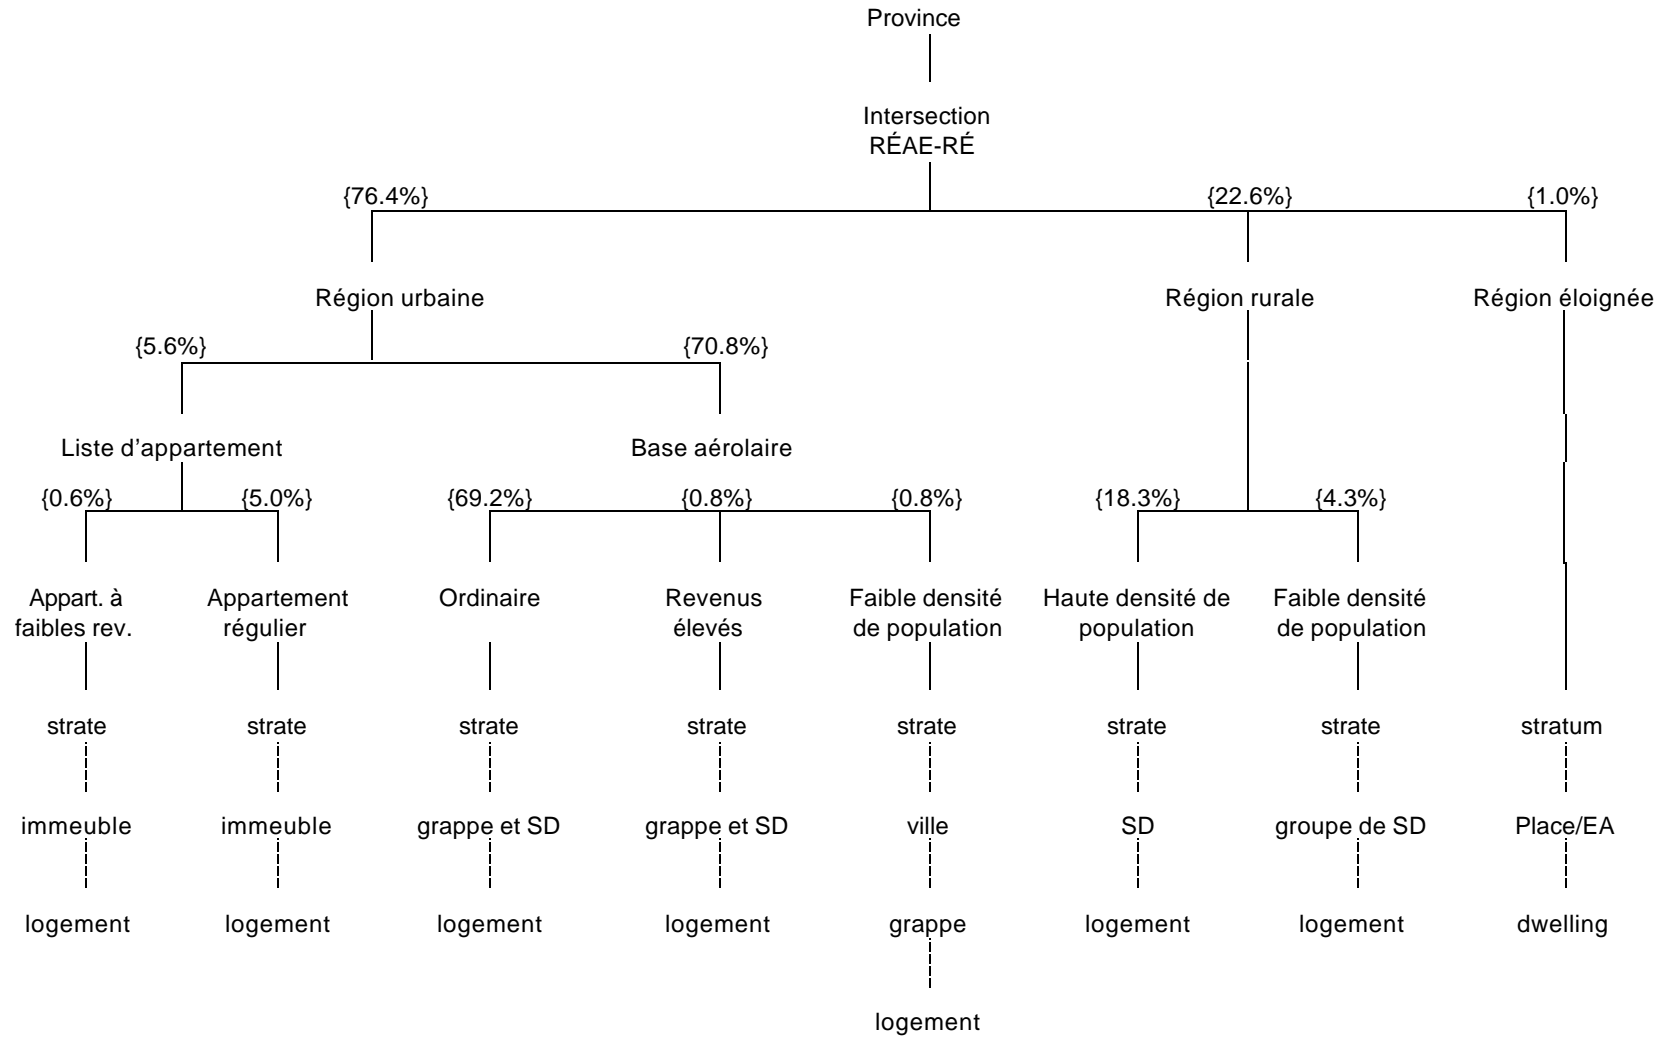 Province
Intersection
RÉAE-RÉ
{76.4%} {22.6%} {1.0%}
Région urbaine Région rurale Région éloignée
{5.6%} {70.8%}
Liste d'appartement Base aérolaire
{0.6%} {5.0%} {69.2%} {0.8%} {0.8%} {18.3%} {4.3%}
Appart. à Appartement Ordinaire Revenus Faible densité Haute densité de Faible densité
faibles rev. régulier élevés de population population de population
strate strate strate strate strate strate strate stratum
immeuble immeuble grappe et SD grappe et SD ville SD groupe de SD Place/EA
logement logement logement logement grappe logement logement dwelling
logement